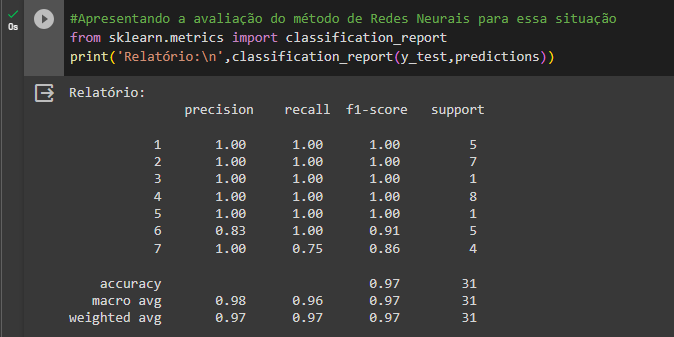 #Apresentando a avaliação do método de Redes Neurais para essa situação
0s from sklearn.metrics import classification_report
print('Relatório:\n',classification_report(y_test,predictions))
Relatório:
precision recall f1-score support
1 1.00 1.00 1.00 5
2 1.00 1.00 1.00 7
3 1.00 1.00 1.00 1
4 1.00 1.00 1.00 8
5 1.00 1.00 1.00 1
6 0.83 1.00 0.91 5
7 1.00 0.75 0.86 4
accuracy 0.97 31
macro avg 0.98 0.96 0.97 31
weighted avg 0.97 0.97 0.97 31